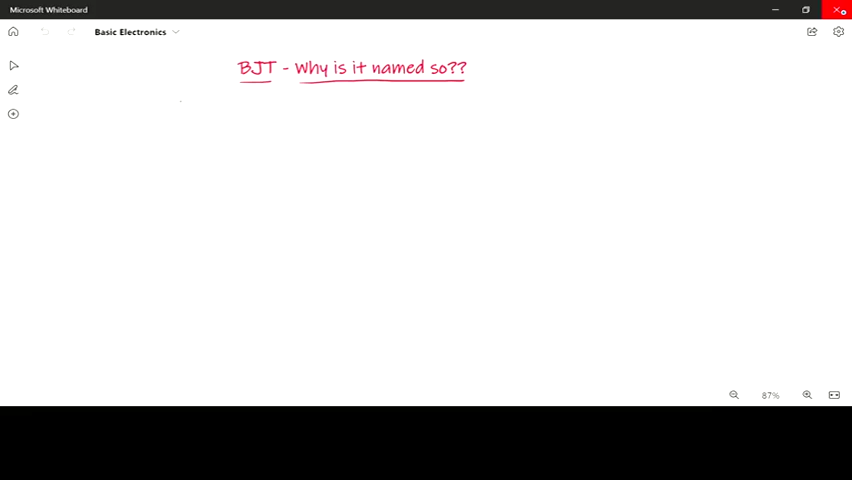 Microsoft Whiteboard
Basic Electronics
BJT - Why is it named so??
87%